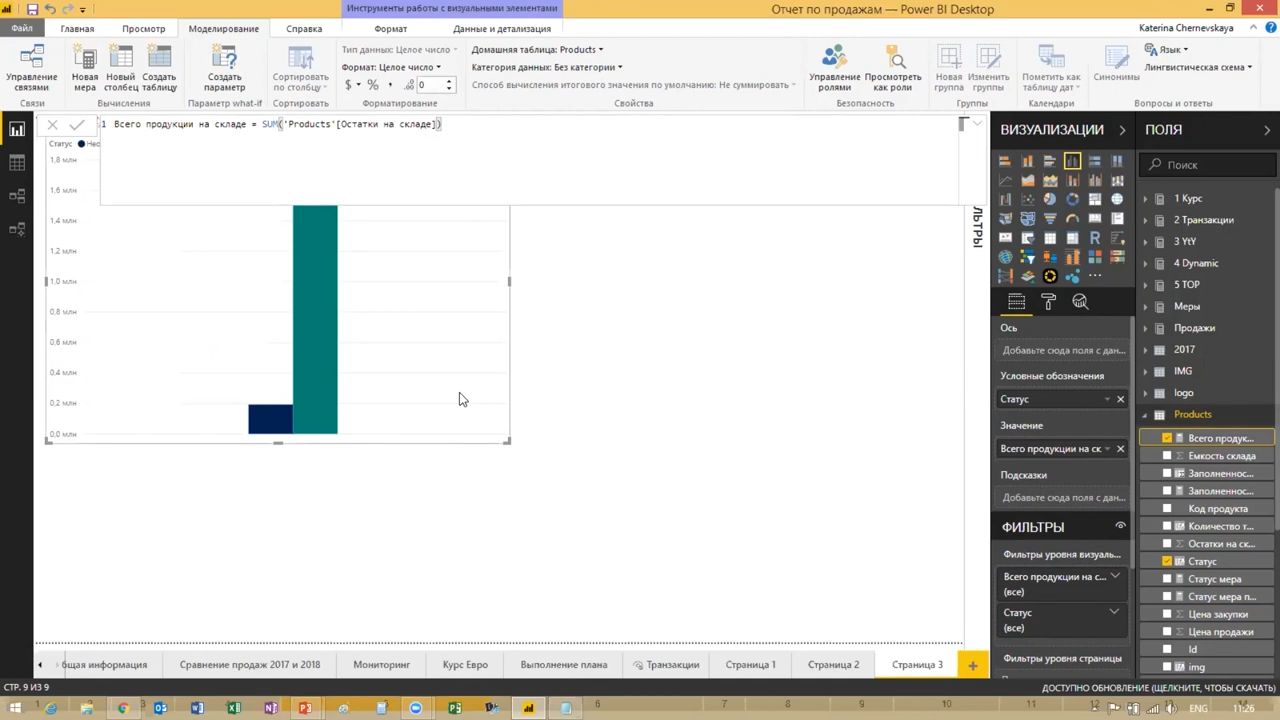 Инструменты работы с визуальными элементами
Отчет по продажам — Power BI Desktop
Файл
Главная
Просмотр
Моделирование
Справка
Формат
Данные и детализация
Katerina Chernevskaya
Управление связями
Новая мера
Новый столбец
Создать таблицу
Создать параметр
Сортировать по столбцу
Тип данных: Целое число
Формат: Целое число
$ % , 0
Домашняя таблица: Products
Категория данных: Без категории
Способ вычисления итогового значения по умолчанию: Не суммировать
Управление ролями
Просмотреть как роли
Новая группа
Изменить группы
Пометить как таблицу дат
Синонимы
Язык
Лингвистическая схема
Связи
Вычисления
Параметр what-if
Сортировать
Форматирование
Свойства
Безопасность
Группы
Календари
Вопросы и ответы
1 Всего продукции на складе = SUM('Products'[Остатки на складе])
Статус Нео
1,8 млн
1,6 млн
1,4 млн
1,2 млн
1,0 млн
0,8 млн
0,6 млн
0,4 млн
0,2 млн
0,0 млн
ЛЬТРЫ
ВИЗУАЛИЗАЦИИ
R
Ось
Добавьте сюда поля с дан...
Условные обозначения
Статус
Значение
Всего продукции на ск
Подсказки
Добавьте сюда поля с дан...
ФИЛЬТРЫ
Фильтры уровня визуаль...
Всего продукции на с...
(все)
Статус
(все)
Фильтры уровня страницы
ПОЛЯ
Поиск
1 Курс
2 Транзакции
3 YtY
4 Dynamic
5 TOP
Меры
Продажи
2017
IMG
logo
Products
Всего продук...
Емкость склада
Заполненнос...
Заполненнос...
Код продукта
Количество т...
Остатки на ск...
Статус
Статус мера
Статус мера п...
Цена закупки
Цена продажи
Id
img
бщая информация
Сравнение продаж 2017 и 2018
Мониторинг
Курс Евро
Выполнение плана
Транзакции
Страница 1
Страница 2
Страница 3
СТР. 9 ИЗ 9
ДОСТУПНО ОБНОВЛЕНИЕ (ЩЕЛКНИТЕ, ЧТОБЫ СКАЧАТЬ)
ENG
11:26